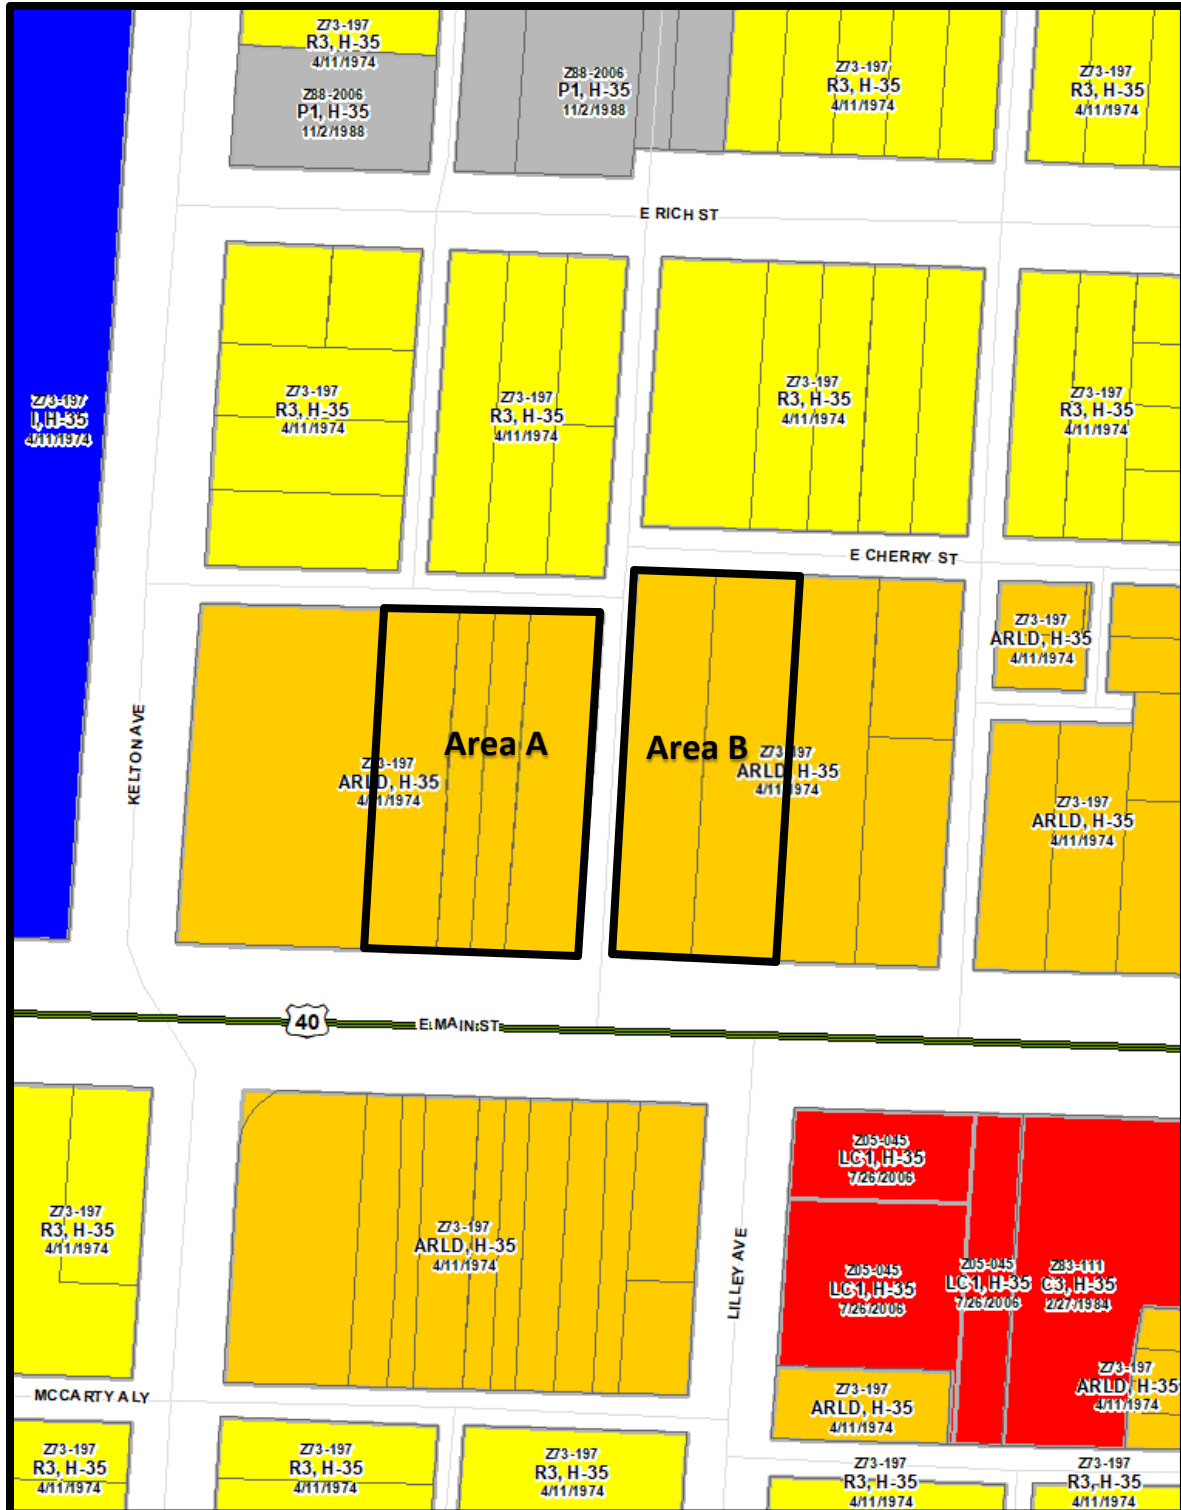 Z73-197
R3, H-35
4/11/1974
Z88-2006
P1, H-35
11/2/1988
Z88-2006
P1, H-35
11/2/1988
Z73-197
R3, H-35
4/11/1974
Z73-197
R3, H-35
4/11/1974
E RICH ST
Z73-197
I, H-35
4/11/1974
Z73-197
R3, H-35
4/11/1974
Z73-197
R3, H-35
4/11/1974
Z73-197
R3, H-35
4/11/1974
Z73-197
R3, H-35
4/11/1974
E CHERRY ST
Z73-197
ARLD, H-35
4/11/1974
KELTON AVE
Area A
Z73-197
ARLD, H-35
4/11/1974
Area B
Z73-197
ARLD, H-35
4/11/1974
Z73-197
ARLD, H-35
4/11/1974
40
E MAIN ST
Z73-197
R3, H-35
4/11/1974
Z73-197
ARLD, H-35
4/11/1974
LILLEY AVE
Z05-045
LC1, H-35
7/26/2006
Z05-045
LC1, H-35
7/26/2006
Z05-045
LC1, H-35
7/26/2006
Z83-111
C3, H-35
2/27/1984
Z73-197
ARLD, H-35
4/11/1974
Z73-197
ARLD, H-35
4/11/1974
MCCARTY ALY
Z73-197
R3, H-35
4/11/1974
Z73-197
R3, H-35
4/11/1974
Z73-197
R3, H-35
4/11/1974
Z73-197
R3, H-35
4/11/1974
Z73-197
R3, H-35
4/11/1974